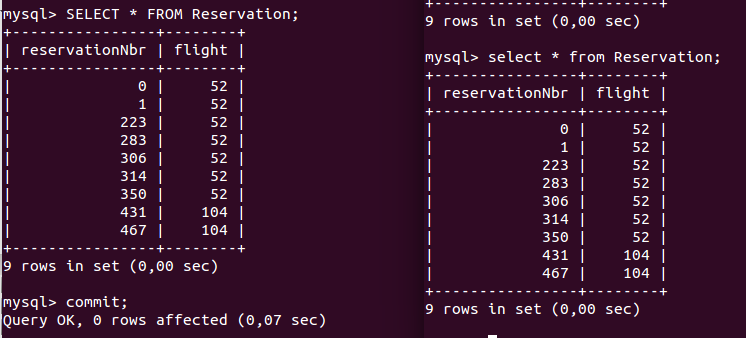 mysql> SELECT * FROM Reservation;
+----------------+--------+
| reservationNbr | flight |
+----------------+--------+
|              0 |     52 |
|              1 |     52 |
|            223 |     52 |
|            283 |     52 |
|            306 |     52 |
|            314 |     52 |
|            350 |     52 |
|            431 |    104 |
|            467 |    104 |
+----------------+--------+
9 rows in set (0,00 sec)
mysql> commit;
Query OK, 0 rows affected (0,07 sec)
+----------------+--------+
9 rows in set (0,00 sec)
mysql> select * from Reservation;
+----------------+--------+
| reservationNbr | flight |
+----------------+--------+
|              0 |     52 |
|              1 |     52 |
|            223 |     52 |
|            283 |     52 |
|            306 |     52 |
|            314 |     52 |
|            350 |     52 |
|            431 |    104 |
|            467 |    104 |
+----------------+--------+
9 rows in set (0,00 sec)